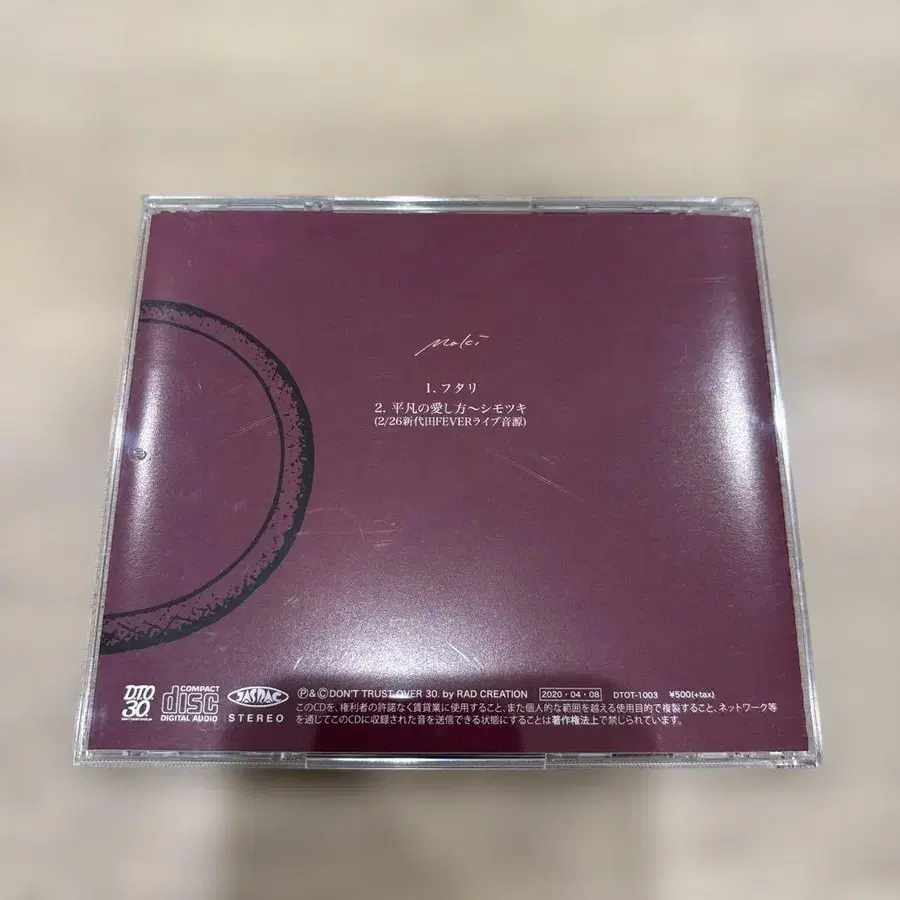 Maki
1. フタリ
2. 平凡の愛し方〜シモツキ
(2/26新代田FEVERライブ音源)
DTO
30.
COMPACT
disc
DIGITAL AUDIO
JASRAC
STEREO
Ⓟ&ⒸDON'T TRUST OVER 30. by RAD CREATION
2020・04・08
DTOT-1003
¥500(+tax)
このCDを、権利者の許諾なく賃貸業に使用すること、また個人的な範囲を越える使用目的で複製すること、ネットワーク等
を通じてこのCDに収録された音を送信できる状態にすることは著作権法上で禁じられています。